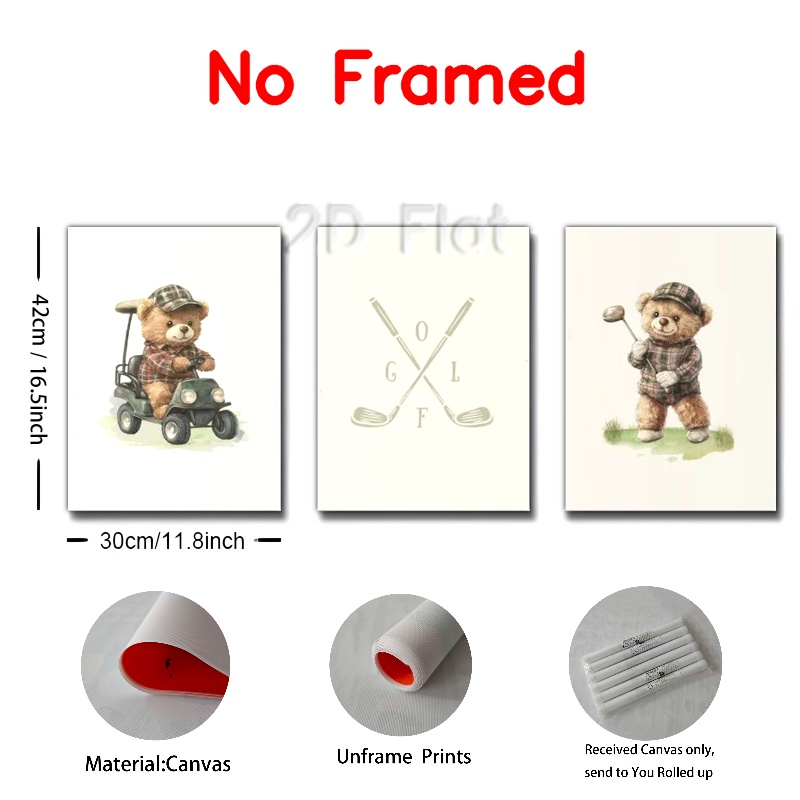 No Framed
2D Flat
42cm / 16.5inch
O
G L
F
30cm/11.8inch
Material:Canvas
Unframe Prints
Received Canvas only,
send to You Rolled up